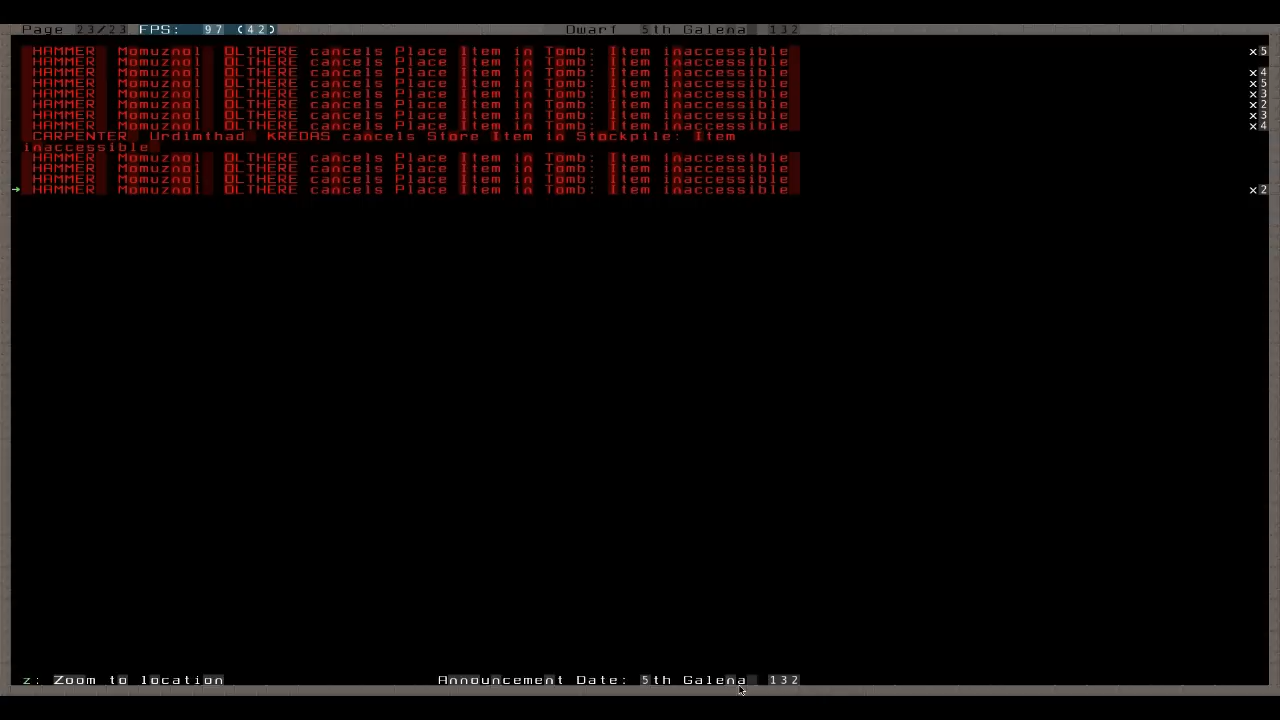 Page 23/23 FPS: 97 (42) Dwarf 5th Galena 132
HAMMER Momuznol OLTHERE cancels Place Item in Tomb: Item inaccessible x5
HAMMER Momuznol OLTHERE cancels Place Item in Tomb: Item inaccessible
HAMMER Momuznol OLTHERE cancels Place Item in Tomb: Item inaccessible x4
HAMMER Momuznol OLTHERE cancels Place Item in Tomb: Item inaccessible x5
HAMMER Momuznol OLTHERE cancels Place Item in Tomb: Item inaccessible x3
HAMMER Momuznol OLTHERE cancels Place Item in Tomb: Item inaccessible x2
HAMMER Momuznol OLTHERE cancels Place Item in Tomb: Item inaccessible x3
HAMMER Momuznol OLTHERE cancels Place Item in Tomb: Item inaccessible x4
CARPENTER Urdimthad KREDAS cancels Store Item in Stockpile: Item
inaccessible
HAMMER Momuznol OLTHERE cancels Place Item in Tomb: Item inaccessible
HAMMER Momuznol OLTHERE cancels Place Item in Tomb: Item inaccessible
HAMMER Momuznol OLTHERE cancels Place Item in Tomb: Item inaccessible
HAMMER Momuznol OLTHERE cancels Place Item in Tomb: Item inaccessible x2
z: Zoom to location Announcement Date: 5th Galena 132